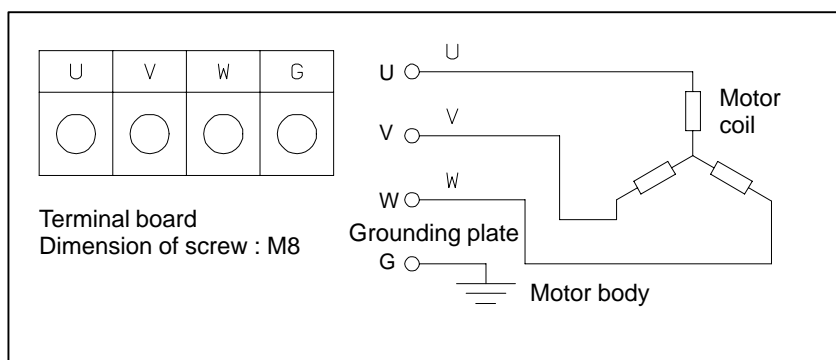 U V W G
Terminal board
Dimension of screw : M8
U U
V V
W W
Grounding plate
G
Motor body
Motor
coil